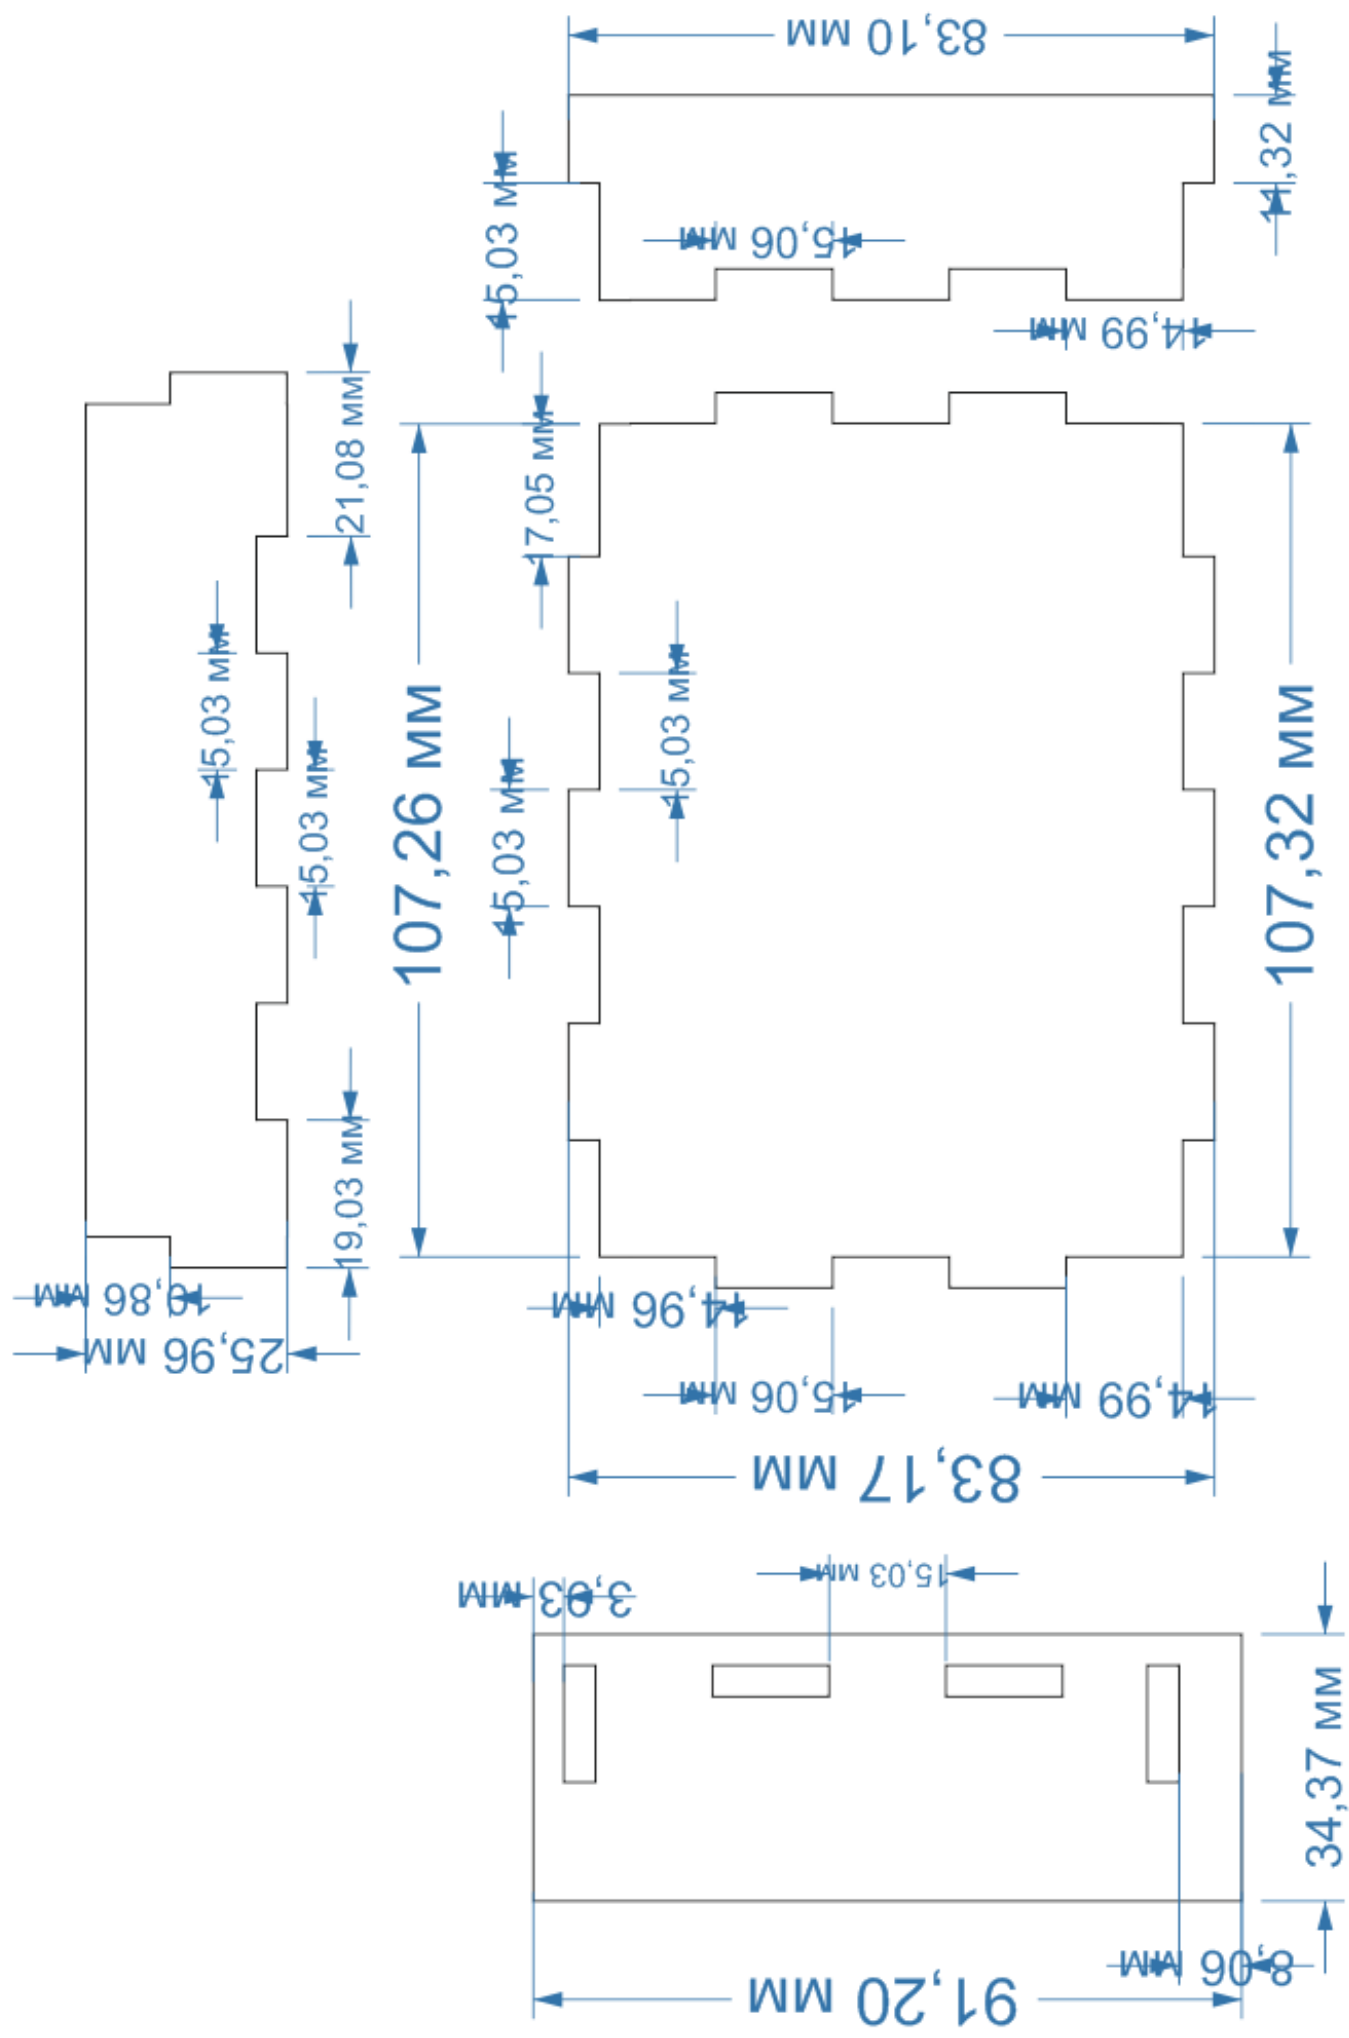 83,10 мм
11,32 мм
15,03 мм
15,06 мм
14,99 мм
21,08 мм
17,05 мм
15,03 мм
15,03 мм
15,03 мм
15,03 мм
107,26 мм
107,32 мм
19,03 мм
10,86 мм
25,96 мм
14,96 мм
15,06 мм
14,99 мм
83,17 мм
3,93 мм
15,03 мм
34,37 мм
8,06 мм
91,20 мм